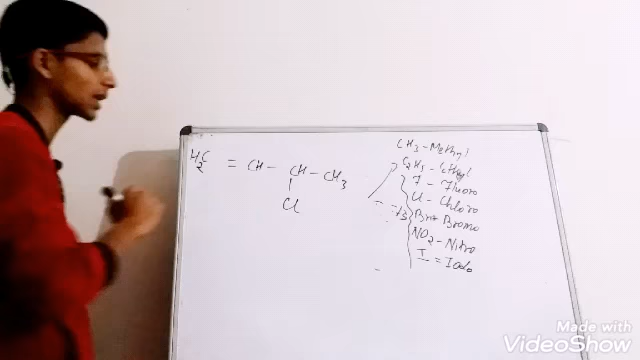 H2C = CH - CH - CH3
Cl
CH3 - Methyl
C2H5 - Ethyl
F - Fluoro
Cl - Chloro
Br - Bromo
NO2 - Nitro
I = Iodo
Made with
VideoShow